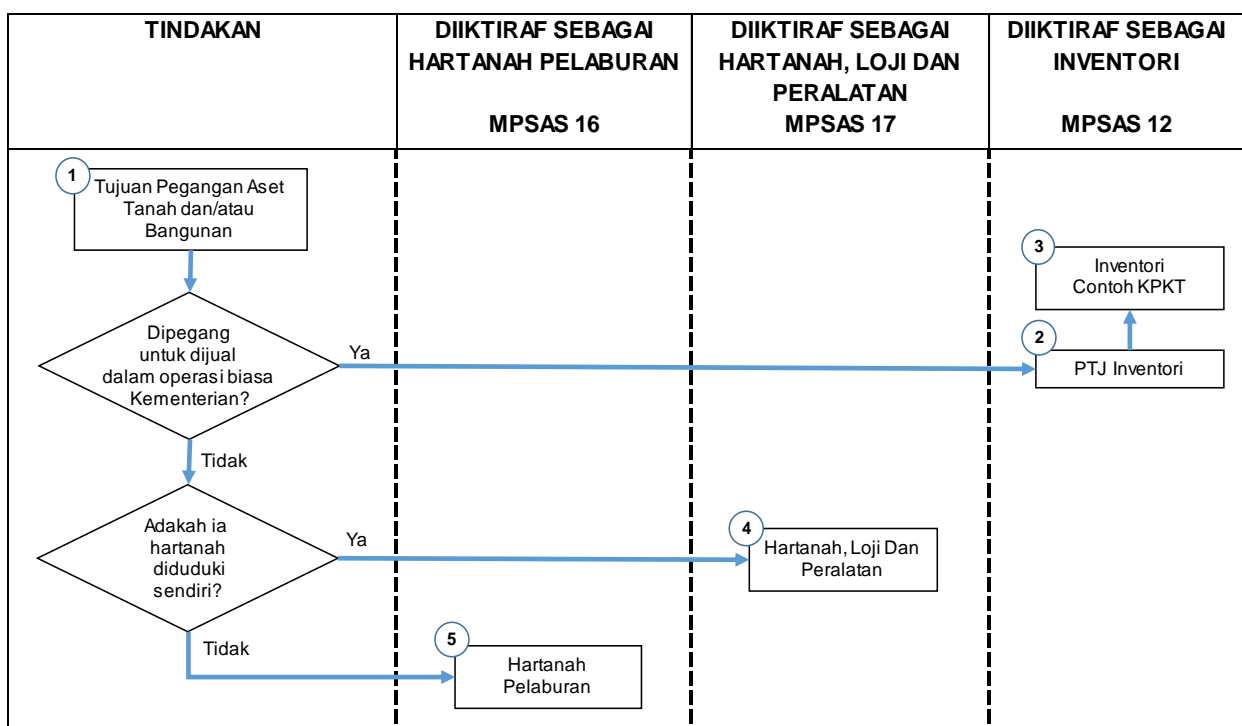 TINDAKAN
DIIKTIRAF SEBAGAI
HARTANAH PELABURAN
MPSAS 16
DIIKTIRAF SEBAGAI
HARTANAH, LOJI DAN
PERALATAN
MPSAS 17
DIIKTIRAF SEBAGAI
INVENTORI
MPSAS 12
1
Tujuan Pegangan Aset
Tanah dan/atau
Bangunan
3
Inventori
Contoh KPKT
Dipegang
untuk dijual
dalam operasi biasa
Kementerian?
Ya
2
PTJ Inventori
Tidak
Adakah ia
hartanah
diduduki
sendiri?
Ya
4
Hartanah, Loji Dan
Peralatan
Tidak
5
Hartanah
Pelaburan